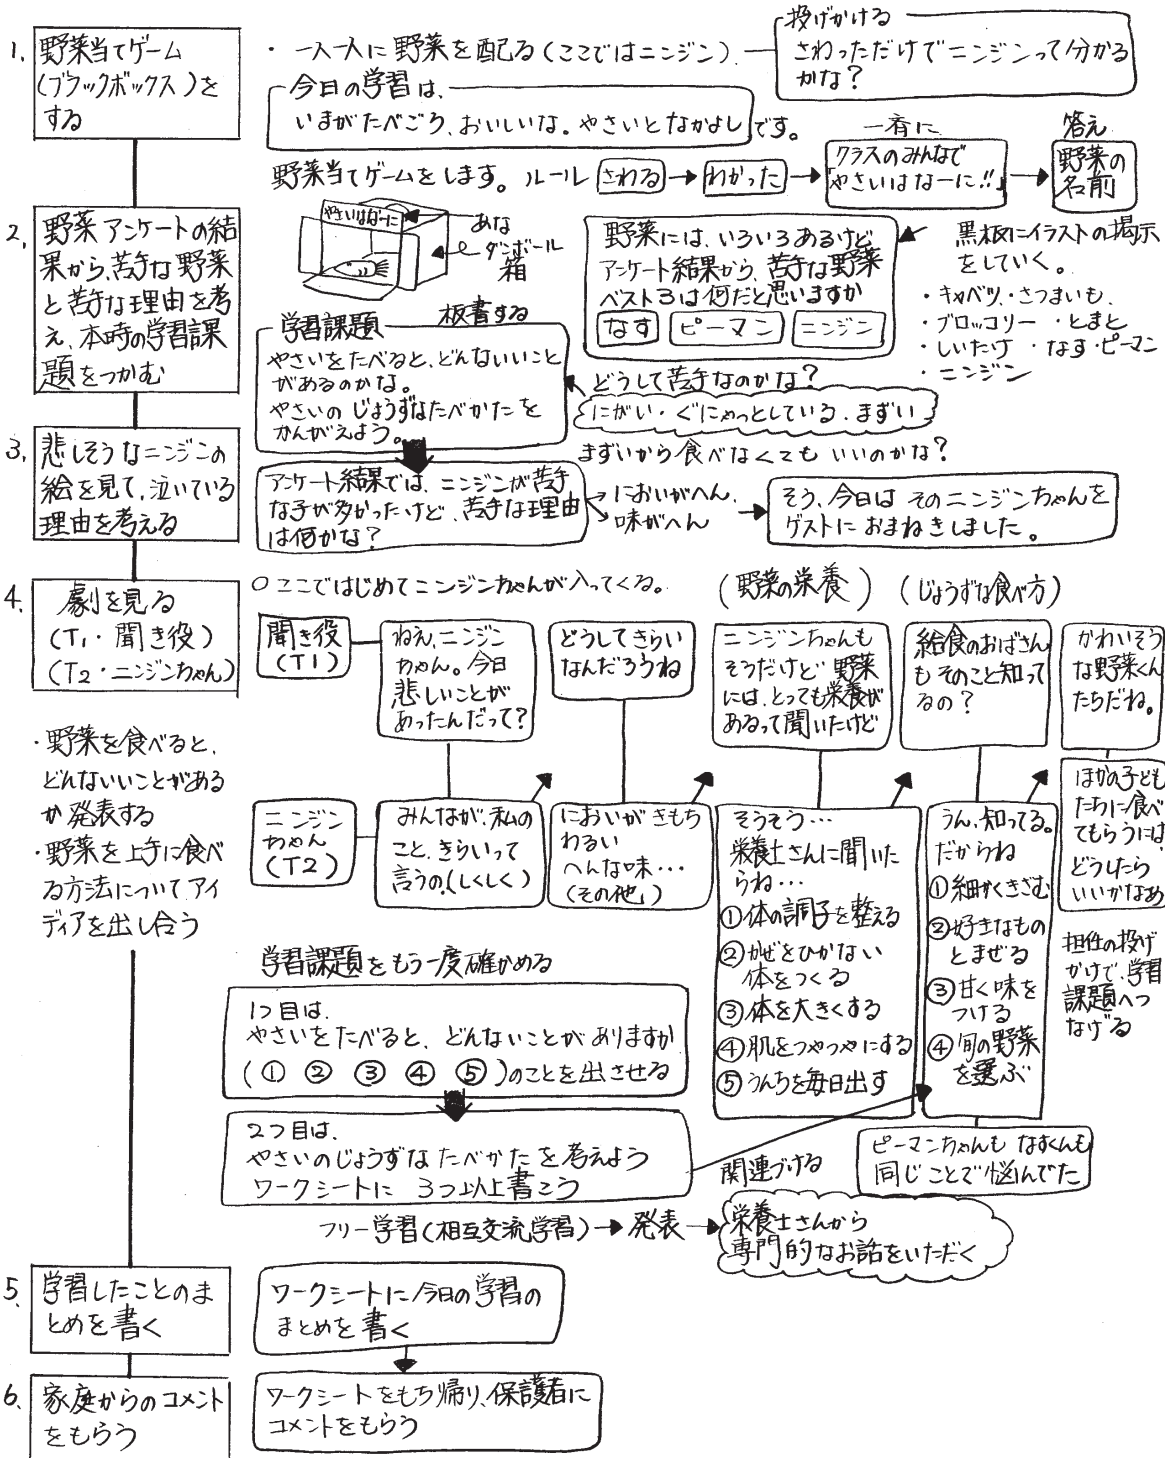 1. 野菜当てゲーム
(ブラックボックス)を
する
・一人一人に野菜を配る(ここではニンジン)
投げかける
さわっただけでニンジンって分かる
かな?
今日の学習は、
いまがたべごろ、おいしいな。やさいとなかよし です。
野菜当てゲームをします。ルール さわる → わかった →
一斉に
クラスのみんなで
「やさいはなーに!!」
→
答え
野菜の
名前
2. 野菜アンケートの結
果から、苦手な野菜
と苦手な理由を考
え、本時の学習課
題をつかむ
やさいはなーに
あな
ダンボール
箱
野菜には、いろいろあるけど
アンケート結果から、苦手な野菜
ベスト3は何だと思いますか
なす ピーマン ニンジン
黒板にイラストの掲示
をしていく。
・キャベツ・さつまいも
・ブロッコリー ・とまと
・しいたけ ・なす・ピーマン
・ニンジン
板書する
学習課題
やさいをたべると、どんないいこと
があるのかな。
やさいのじょうずなたべかたを
かんがえよう。
どうして苦手なのかな?
にがい・ぐにゃっとしている・まずい
まずいから食べなくてもいいのかな?
3. 悲しそうなニンジンの
絵を見て、泣いている
理由を考える
アンケート結果では、ニンジンが苦手
な子が多かったけど、苦手な理由
は何かな?
においがへん、
味がへん
そう、今日はそのニンジンちゃんを
ゲストにおまねきしました。
4. 劇を見る
(T1・聞き役)
(T2・ニンジンちゃん)
・野菜を食べると、
どんないいことがある
か発表する
・野菜を上手に食べ
る方法についてアイ
ディアを出し合う
○ここではじめてニンジンちゃんが入ってくる。
(野菜の栄養)
(じょうずな食べ方)
聞き役
(T1)
ねえ、ニンジン
ちゃん。今日
悲しいことが
あったんだって?
どうしてきらい
なんだろうね
ニンジンちゃんも
そうだけど野菜
には、とっても栄養が
あるって聞いたけど
給食のおばさん
もそのこと知って
るの?
かわいそう
な野菜くん
たちだね。
ニンジン
ちゃん
(T2)
みんなが、私の
こと、きらいって
言うの。(しくしく)
においがきもち
わるい
へんな味…
(その他)
そうそう…
栄養士さんに聞いた
らね…
①体の調子を整える
②かぜをひかない
体をつくる
③体を大きくする
④肌をつやつやにする
⑤うんちを毎日出す
うん、知ってる。
だからね
①細かくきざむ
②好きなもの
とまぜる
③甘く味を
つける
④旬の野菜
を選ぶ
ほかの子ども
たちに食べ
てもらうには、
どうしたら
いいかなあ
担任の投げ
かけで、学習
課題へつ
なげる
学習課題をもう一度確かめる
1つ目は、
やさいをたべると、どんないことがありますか
(① ② ③ ④ ⑤)のことを出させる
2つ目は、
やさいのじょうずなたべかたを考えよう
ワークシートに 3つ以上書こう
関連づける
ピーマンちゃんもなすくんも
同じことで悩んでた
フリー学習(相互交流学習)→発表→
栄養士さんから
専門的なお話をいただく
5. 学習したことのま
とめを書く
ワークシートに今日の学習の
まとめを書く
6. 家庭からのコメント
をもらう
ワークシートをもち帰り、保護者に
コメントをもらう